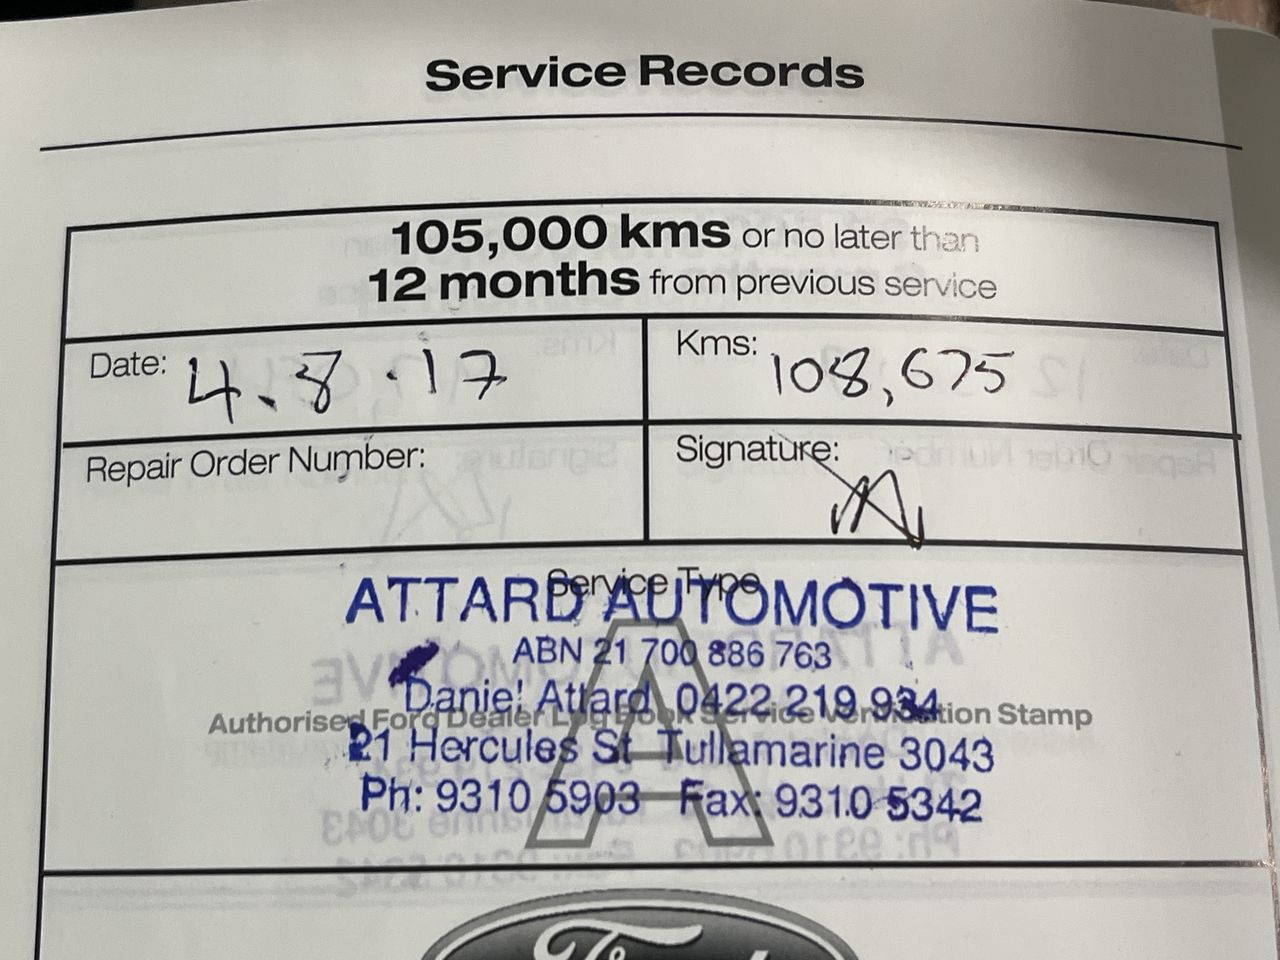 Service Records
105,000 kms or no later than
12 months from previous service
Date: 4.8.17
Kms: 108,675
Repair Order Number:
Signature:
Service Type
ATTARD AUTOMOTIVE
ABN 21 700 886 763
Daniel Attard 0422 219 934
Authorised Ford Dealer Log Book Service Verification Stamp
21 Hercules St Tullamarine 3043
Ph: 9310 5903 Fax: 9310 5342
A
Ford